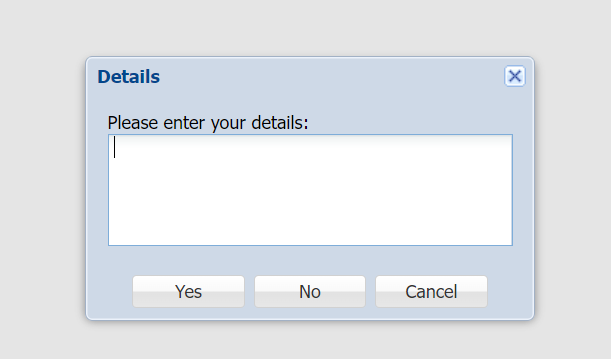 Details
Please enter your details:
Yes No Cancel